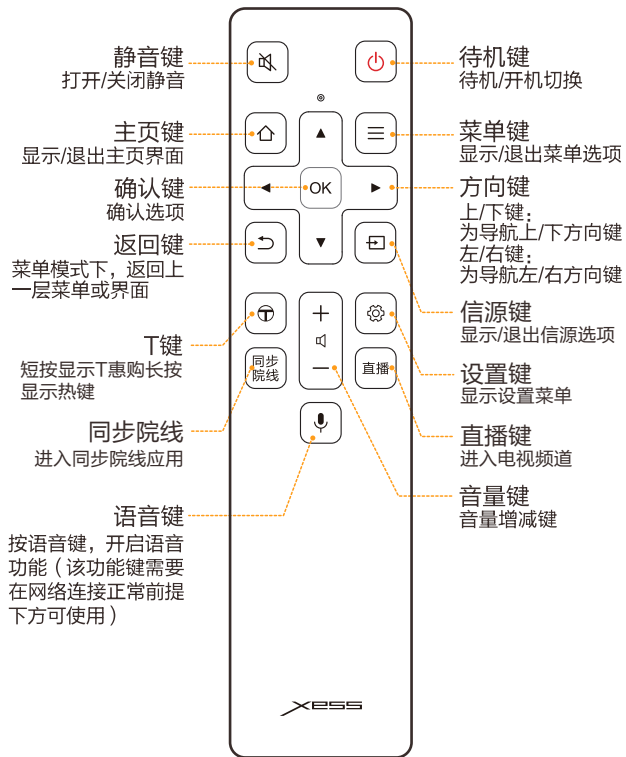 静音键
打开/关闭静音
主页键
显示/退出主页界面
确认键
确认选项
返回键
菜单模式下，返回上
一层菜单或界面
T键
短按显示T惠购长按
显示热键
同步院线
进入同步院线应用
语音键
按语音键，开启语音
功能（该功能键需要
在网络连接正常前提
下方可使用）
OK
同步
院线
直播
xess
待机键
待机/开机切换
菜单键
显示/退出菜单选项
方向键
上/下键：
为导航上/下方向键
左/右键：
为导航左/右方向键
信源键
显示/退出信源选项
设置键
显示设置菜单
直播键
进入电视频道
音量键
音量增减键